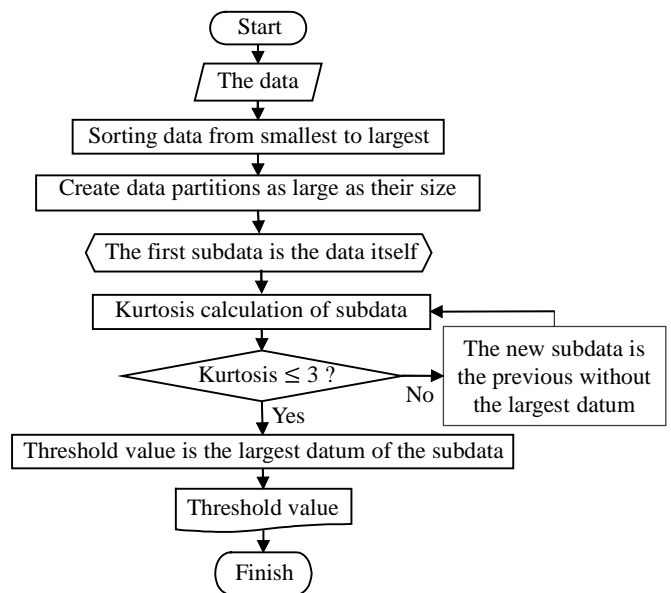 Start
The data
Sorting data from smallest to largest
Create data partitions as large as their size
The first subdata is the data itself
Kurtosis calculation of subdata
The new subdata is
the previous without
the largest datum
Kurtosis ≤ 3 ?
No
Yes
Threshold value is the largest datum of the subdata
Threshold value
Finish